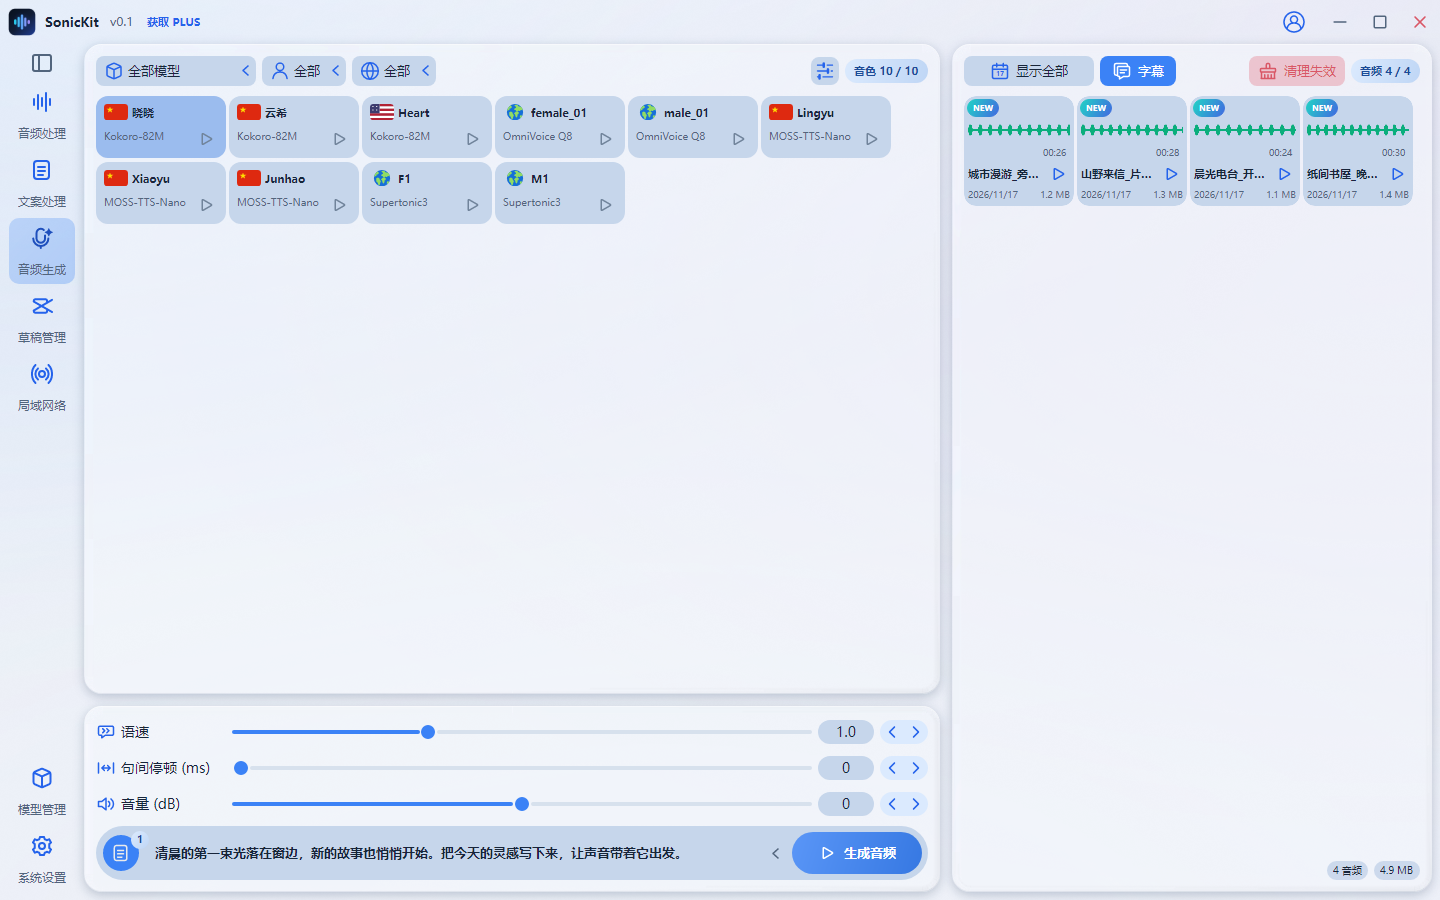 SonicKit v0.1 获取 PLUS
音频处理
文案处理
音频生成
草稿管理
局域网络
模型管理
系统设置
全部模型 全部 全部 音色 10 / 10
晓晓
Kokoro-82M
云希
Kokoro-82M
Heart
Kokoro-82M
female_01
OmniVoice Q8
male_01
OmniVoice Q8
Lingyu
MOSS-TTS-Nano
Xiaoyu
MOSS-TTS-Nano
Junhao
MOSS-TTS-Nano
F1
Supertonic3
M1
Supertonic3
语速 1.0
句间停顿 (ms) 0
音量 (dB) 0
1
清晨的第一束光落在窗边，新的故事也悄悄开始。把今天的灵感写下来，让声音带着它出发。
生成音频
17 显示全部 字幕 清理失效 音频 4 / 4
NEW
00:26
城市漫游_旁...
2026/11/17 1.2 MB
NEW
00:28
山野来信_片...
2026/11/17 1.3 MB
NEW
00:24
晨光电台_开...
2026/11/17 1.1 MB
NEW
00:30
纸间书屋_晚...
2026/11/17 1.4 MB
4 音频 4.9 MB